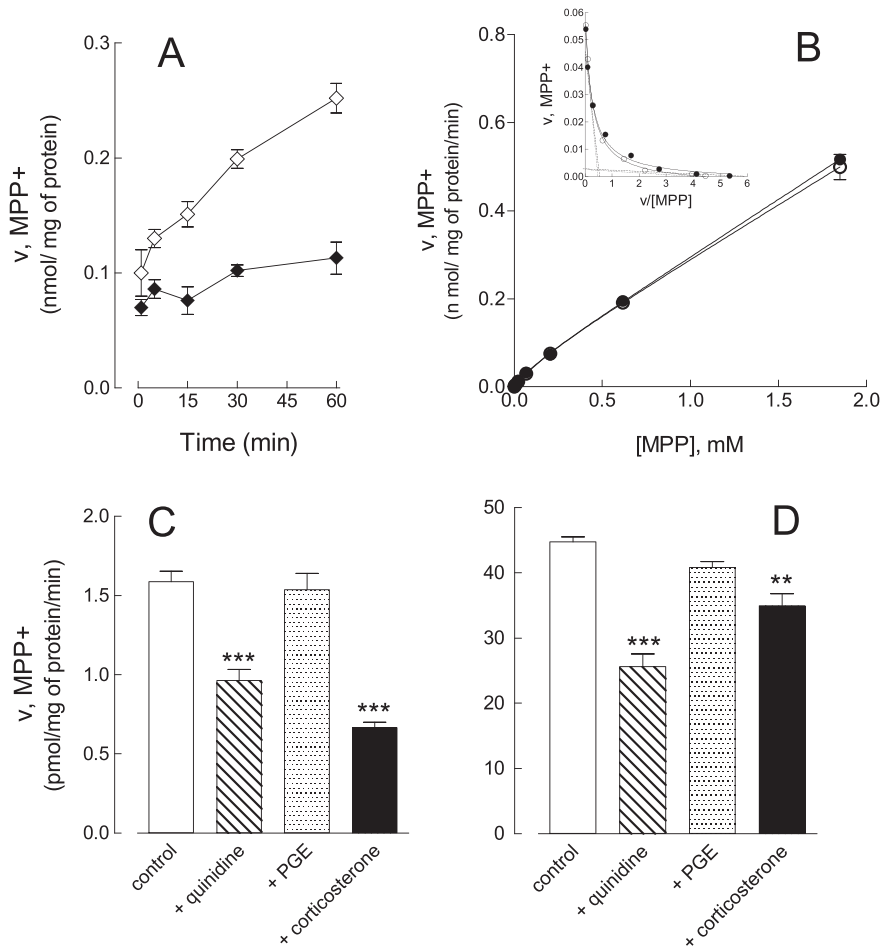 A
0.3
0.2
0.1
0.0
v, MPP+
(nmol/ mg of protein)
0 15 30 45 60
Time (min)
B
0.8
0.6
0.4
0.2
0.0
v, MPP+
(n mol/ mg of protein/min)
0.0 0.5 1.0 1.5 2.0
[MPP], mM
0.06
0.05
0.04
0.03
0.02
0.01
0.00
v, MPP+
0 1 2 3 4 5 6
v/[MPP]
C
2.0
1.5
1.0
0.5
0.0
v, MPP+
(pmol/mg of protein/min)
***
***
control
+ quinidine
+ PGE
+ corticosterone
D
50
40
30
20
10
0
***
**
control
+ quinidine
+ PGE
+ corticosterone